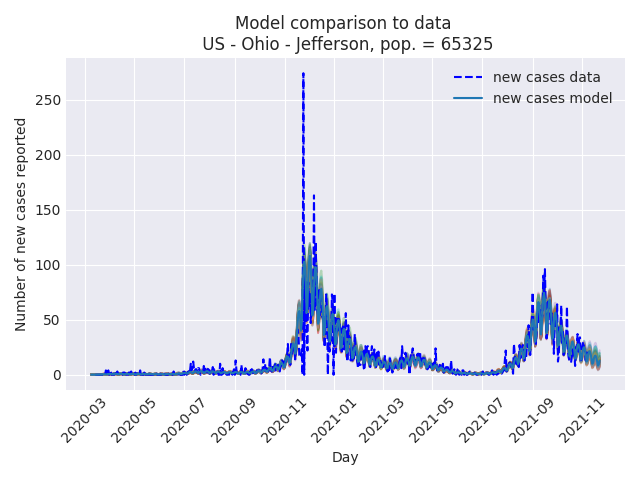 Model comparison to data
US - Ohio - Jefferson, pop. = 65325
new cases data
new cases model
Number of new cases reported
250
200
150
100
50
0
2020-03
2020-05
2020-07
2020-09
2020-11
2021-01
2021-03
2021-05
2021-07
2021-09
2021-11
Day